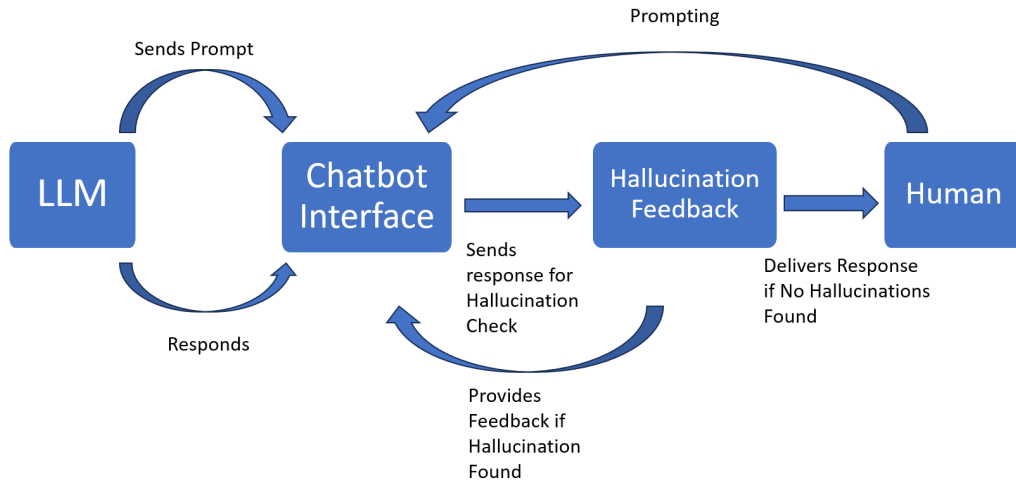 Prompting
Sends Prompt
LLM
Chatbot
Interface
Hallucination
Feedback
Human
Sends
response for
Hallucination
Check
Delivers Response
if No Hallucinations
Found
Responds
Provides
Feedback if
Hallucination
Found